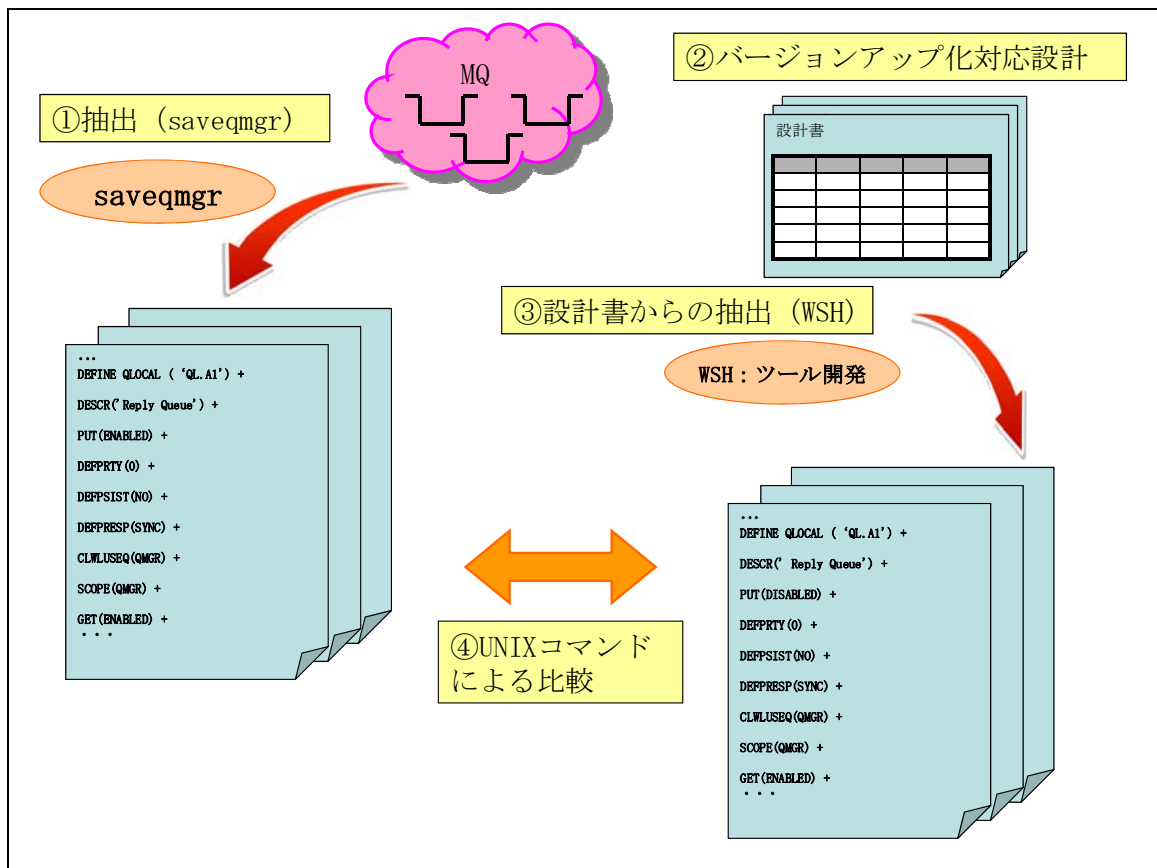 MQ
②バージョンアップ化対応設計
①抽出（saveqmgr）
設計書
saveqmgr
③設計書からの抽出（WSH）
WSH：ツール開発
...
DEFINE QLOCAL ( ‘QL.A1’) +
DESCR(’Reply Queue’) +
PUT(ENABLED) +
DEFPRTY(0) +
DEFPSIST(NO) +
DEFPRESP(SYNC) +
CLWLUSEQ(QMGR) +
SCOPE(QMGR) +
GET(ENABLED) +
・・・
④UNIXコマンド
による比較
...
DEFINE QLOCAL ( ‘QL.A1’) +
DESCR(’ Reply Queue’) +
PUT(DISABLED) +
DEFPRTY(0) +
DEFPSIST(NO) +
DEFPRESP(SYNC) +
CLWLUSEQ(QMGR) +
SCOPE(QMGR) +
GET(ENABLED) +
・・・